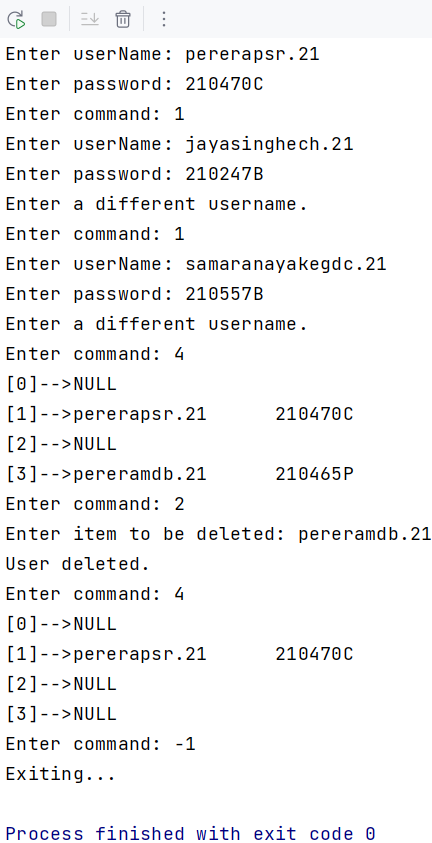 Enter userName: pererapsr.21
Enter password: 210470C
Enter command: 1
Enter userName: jayasinghech.21
Enter password: 210247B
Enter a different username.
Enter command: 1
Enter userName: samaranayakegdc.21
Enter password: 210557B
Enter a different username.
Enter command: 4
[0]-->NULL
[1]-->pererapsr.21      210470C
[2]-->NULL
[3]-->pereramdb.21      210465P
Enter command: 2
Enter item to be deleted: pereramdb.21
User deleted.
Enter command: 4
[0]-->NULL
[1]-->pererapsr.21      210470C
[2]-->NULL
[3]-->NULL
Enter command: -1
Exiting...
Process finished with exit code 0